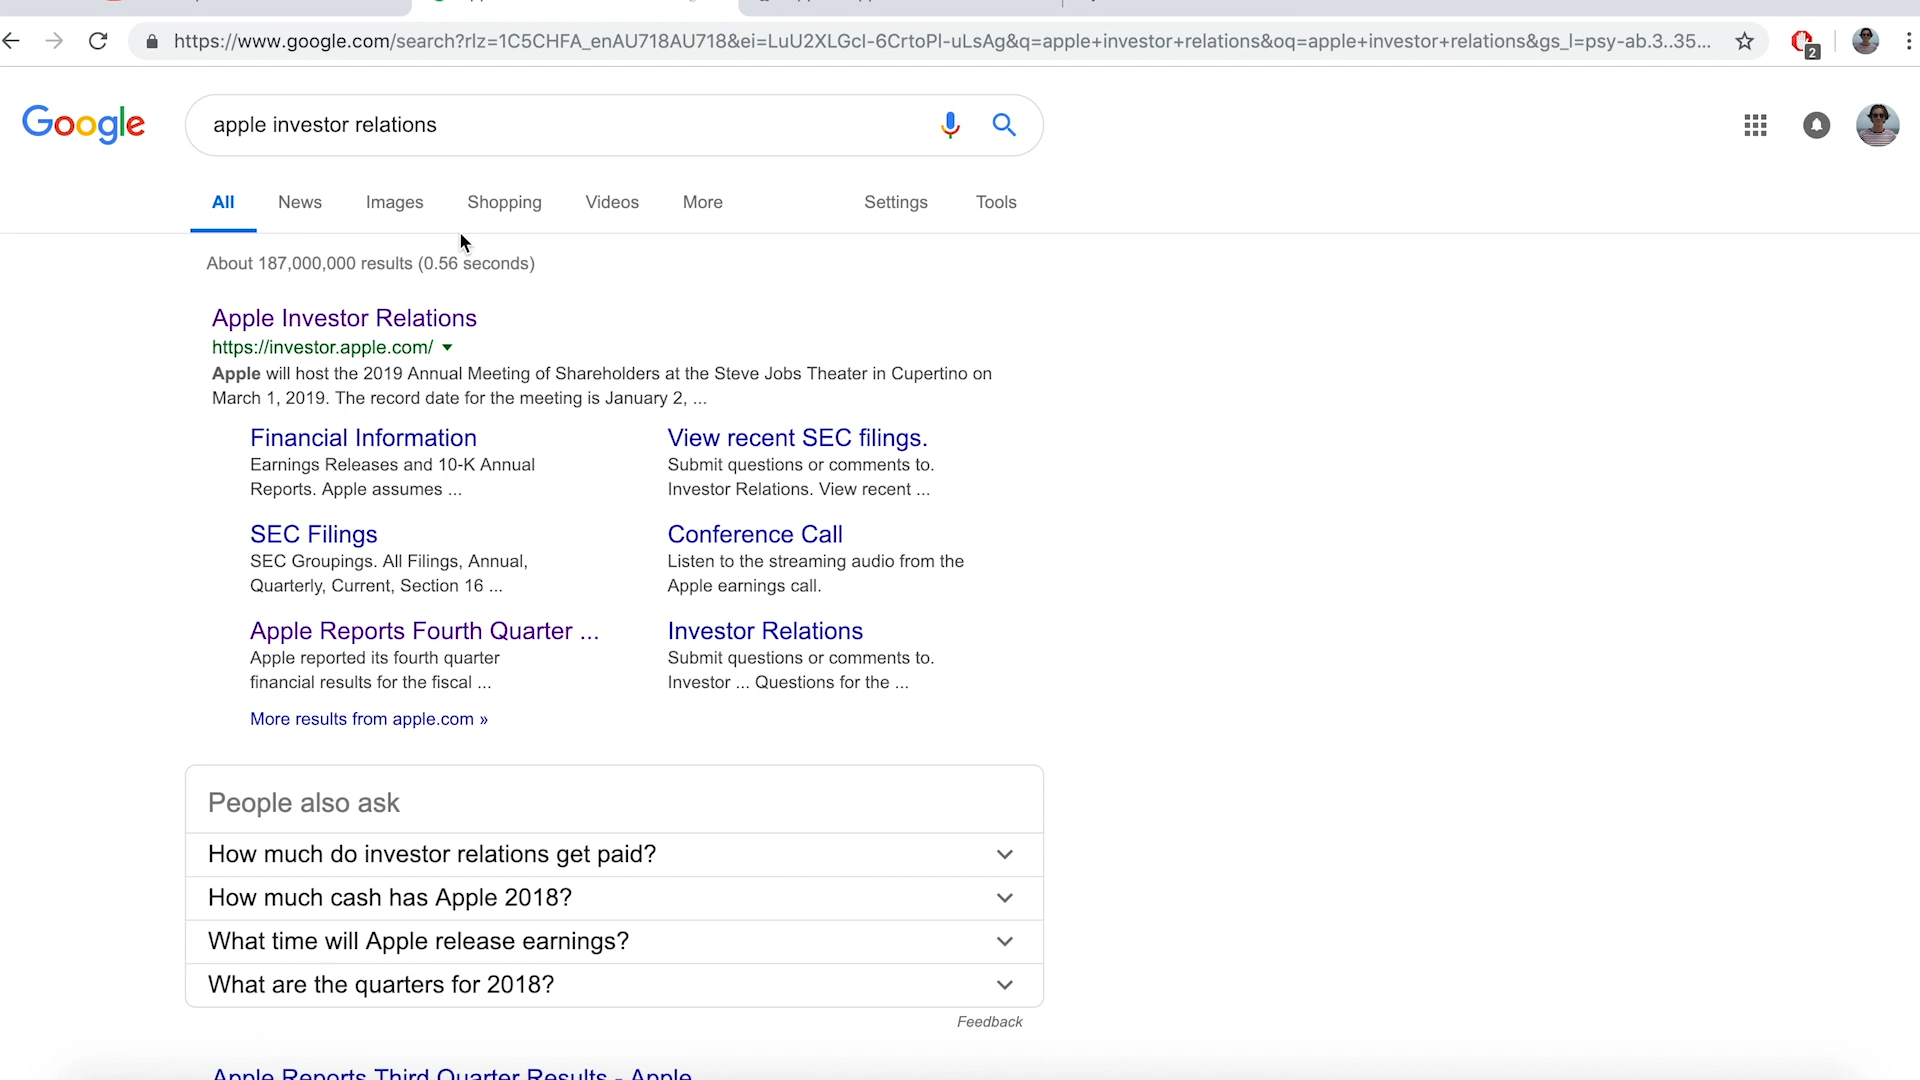 https://www.google.com/search?rlz=1C5CHFA_enAU718AU718&ei=LuU2XLGcI-6CrtoPl-uLsAg&q=apple+investor+relations&oq=apple+investor+relations&gs_l=psy-ab.3..35...
2
Google
apple investor relations
All News Images Shopping Videos More Settings Tools
About 187,000,000 results (0.56 seconds)
Apple Investor Relations
https://investor.apple.com/
Apple will host the 2019 Annual Meeting of Shareholders at the Steve Jobs Theater in Cupertino on
March 1, 2019. The record date for the meeting is January 2, ...
Financial Information
Earnings Releases and 10-K Annual
Reports. Apple assumes ...
View recent SEC filings.
Submit questions or comments to.
Investor Relations. View recent ...
SEC Filings
SEC Groupings. All Filings, Annual,
Quarterly, Current, Section 16 ...
Conference Call
Listen to the streaming audio from the
Apple earnings call.
Apple Reports Fourth Quarter ...
Apple reported its fourth quarter
financial results for the fiscal ...
Investor Relations
Submit questions or comments to.
Investor ... Questions for the ...
More results from apple.com »
People also ask
How much do investor relations get paid?
How much cash has Apple 2018?
What time will Apple release earnings?
What are the quarters for 2018?
Feedback
Apple Reports Third Quarter Results - Apple